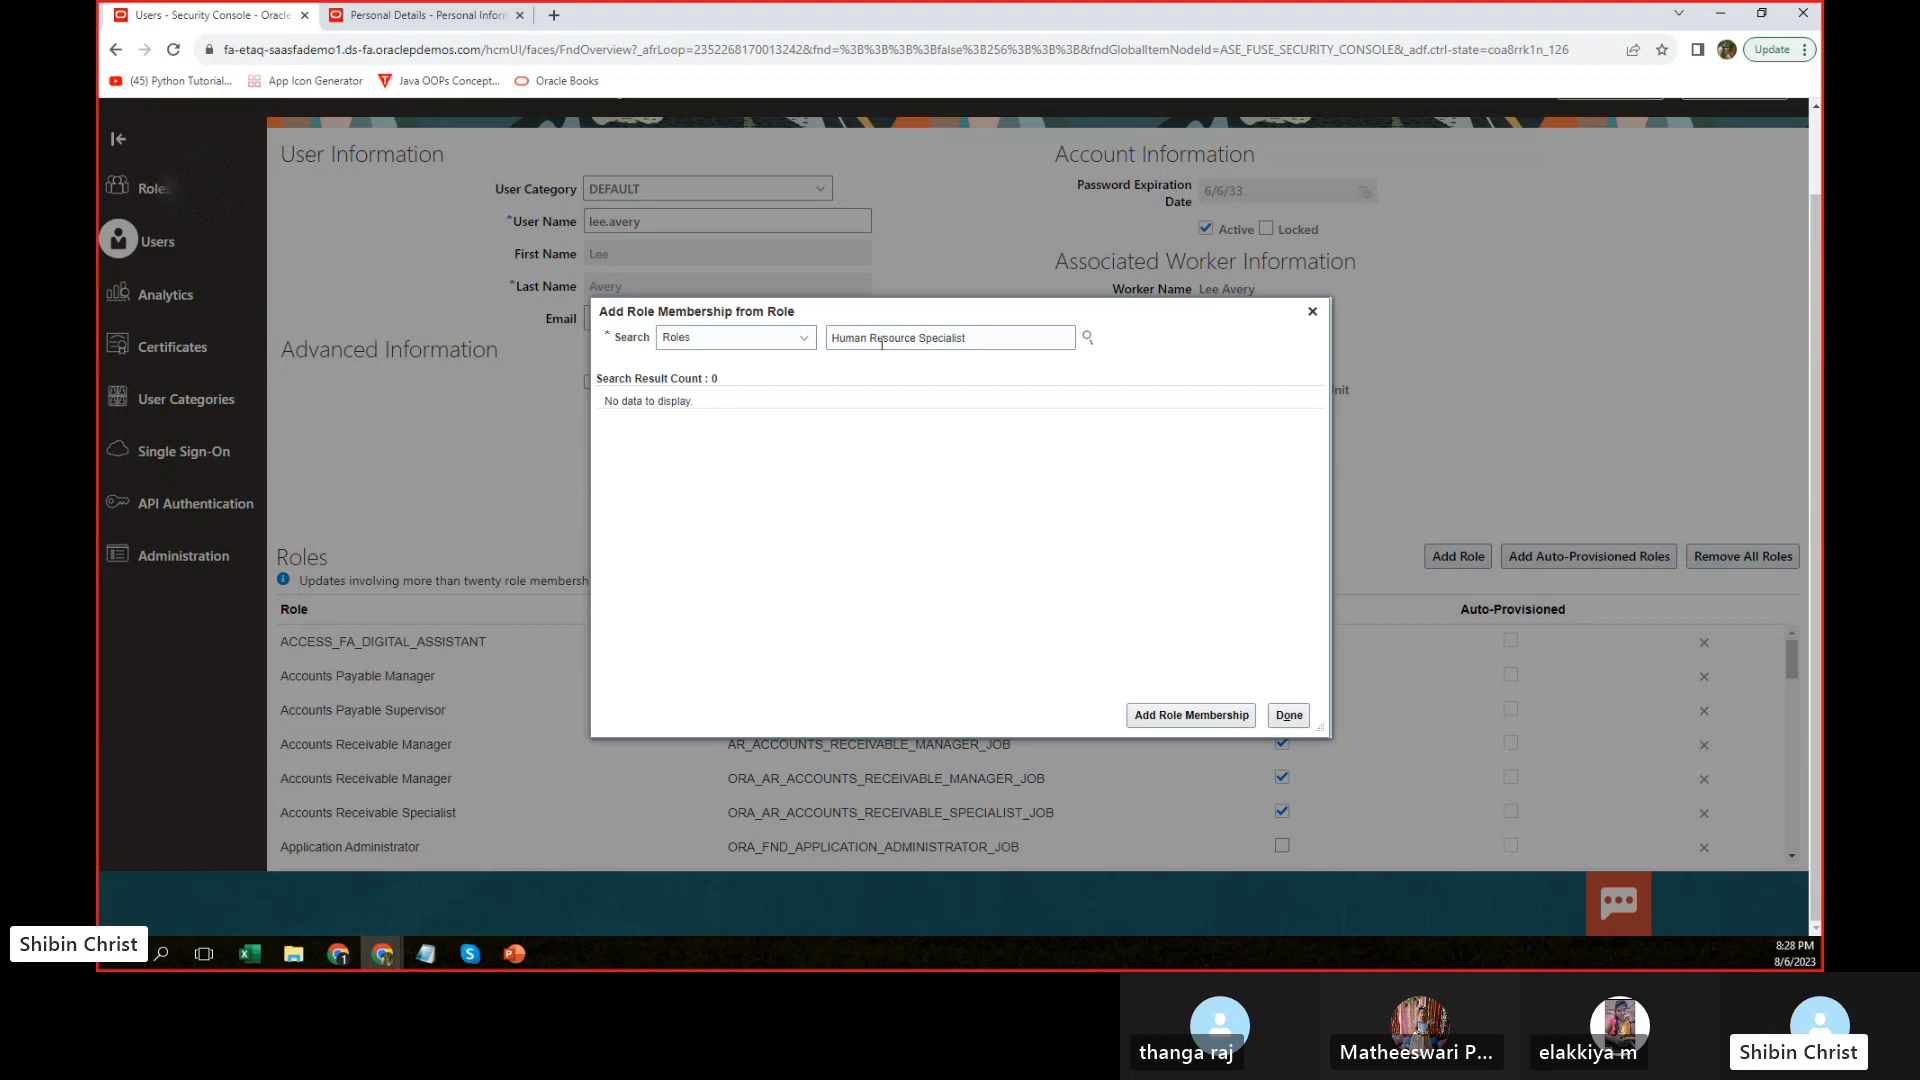 Users - Security Console - Oracle
Personal Details - Personal Inform
fa-etaq-saasfademo1.ds-fa.oraclepdemos.com/hcmUI/faces/FndOverview?_afrLoop=2352268170013242&fnd=%3B%3B%3B%3Bfalse%3B256%3B%3B%3B&fndGlobalItemNodeId=ASE_FUSE_SECURITY_CONSOLE&_adf.ctrl-state=coa8rrk1n_126
Update
(45) Python Tutorial...
App Icon Generator
Java OOPs Concept...
Oracle Books
Roles
Users
Analytics
Certificates
User Categories
Single Sign-On
API Authentication
Administration
User Information
User Category DEFAULT
*User Name lee.avery
First Name Lee
*Last Name Avery
Email
Advanced Information
Account Information
Password Expiration Date 6/6/33
Active Locked
Associated Worker Information
Worker Name Lee Avery
nit
Add Role Membership from Role
* Search Roles Human Resource Specialist
Search Result Count : 0
No data to display.
Add Role Membership Done
Roles
Add Role Add Auto-Provisioned Roles Remove All Roles
Updates involving more than twenty role membersh
Role Auto-Provisioned
ACCESS_FA_DIGITAL_ASSISTANT
Accounts Payable Manager
Accounts Payable Supervisor
Accounts Receivable Manager AR_ACCOUNTS_RECEIVABLE_MANAGER_JOB
Accounts Receivable Manager ORA_AR_ACCOUNTS_RECEIVABLE_MANAGER_JOB
Accounts Receivable Specialist ORA_AR_ACCOUNTS_RECEIVABLE_SPECIALIST_JOB
Application Administrator ORA_FND_APPLICATION_ADMINISTRATOR_JOB
Shibin Christ
8:28 PM
8/6/2023
thanga raj
Matheeswari P...
elakkiya m
Shibin Christ